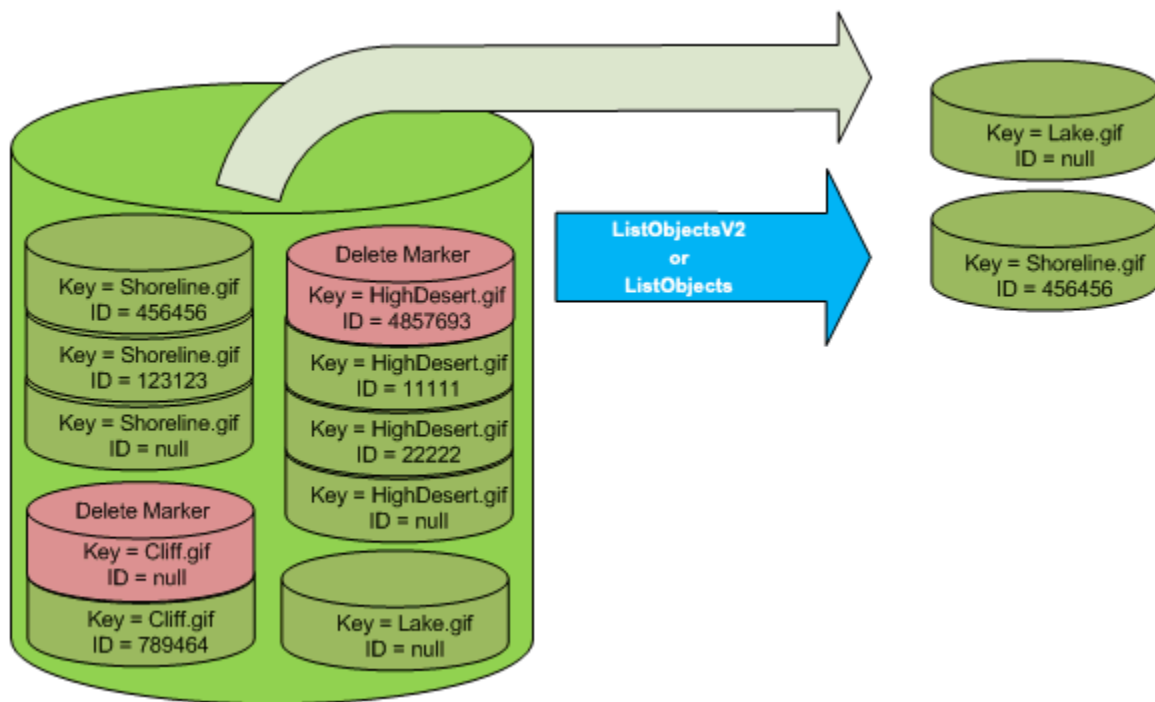 Key = Shoreline.gif
ID = 456456
Key = Shoreline.gif
ID = 123123
Key = Shoreline.gif
ID = null
Delete Marker
Key = Cliff.gif
ID = null
Key = Cliff.gif
ID = 789464
Delete Marker
Key = HighDesert.gif
ID = 4857693
Key = HighDesert.gif
ID = 11111
Key = HighDesert.gif
ID = 22222
Key = HighDesert.gif
ID = null
Key = Lake.gif
ID = null
ListObjectsV2
or
ListObjects
Key = Lake.gif
ID = null
Key = Shoreline.gif
ID = 456456